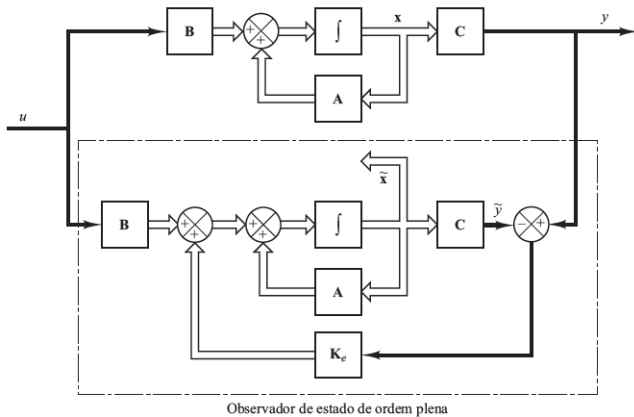 B
+
+
∫
x
C
y
u
A
x̃
B
+
+
+
+
∫
C
ỹ
-
+
A
Kₑ
Observador de estado de ordem plena